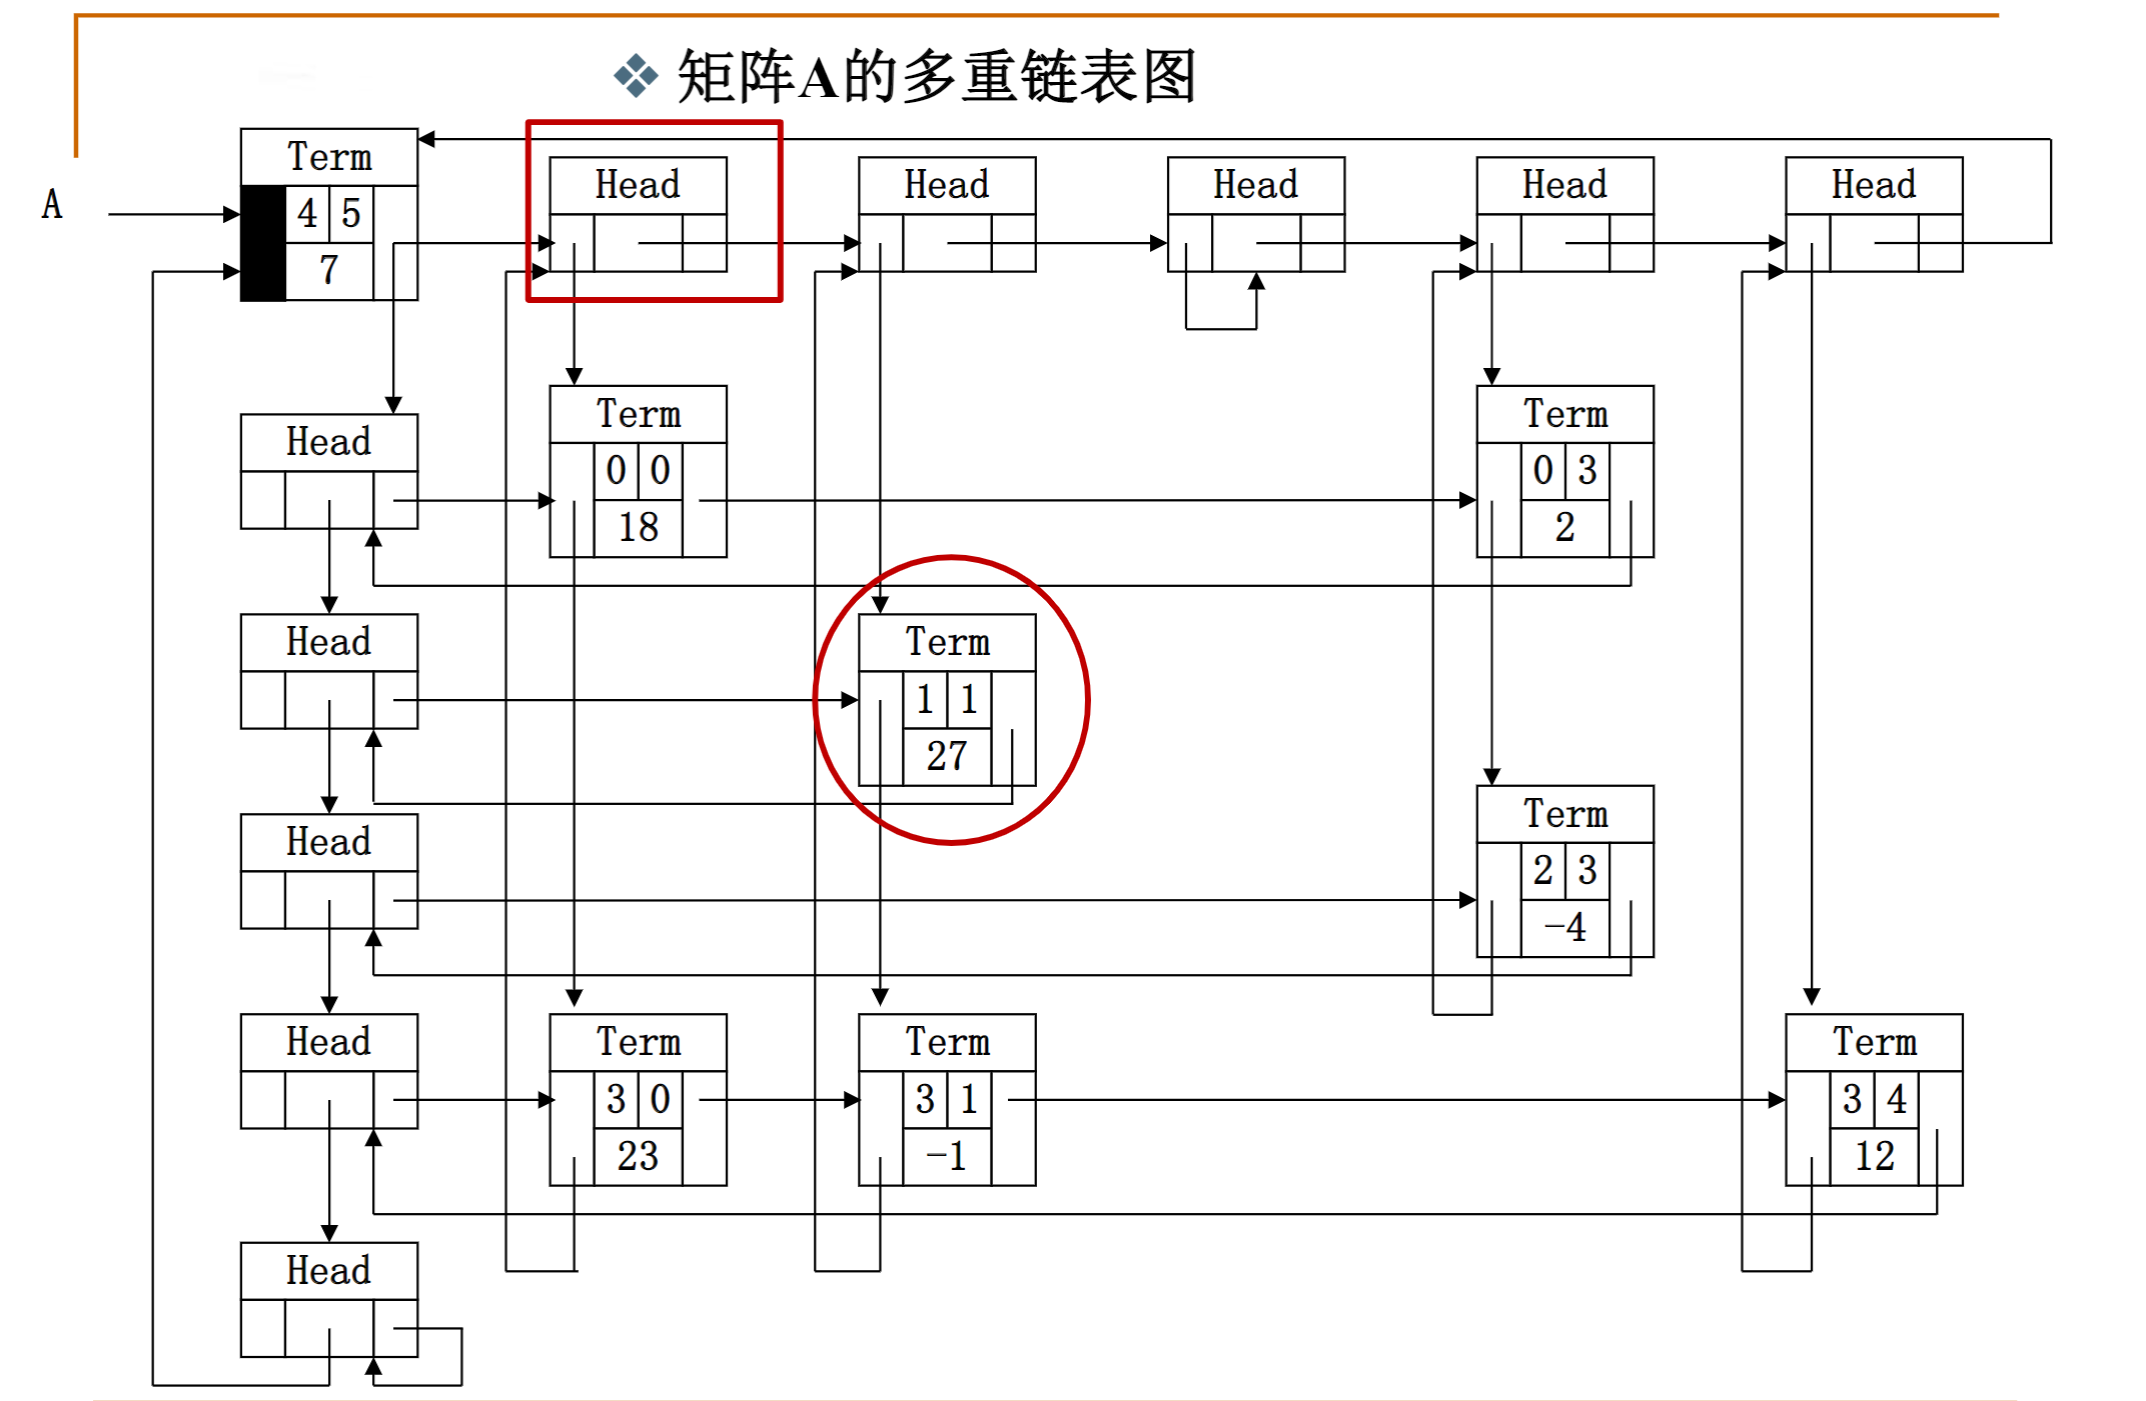 矩阵A的多重链表图
Term
Head Head Head Head Head
A
4 5
7
Term Term
Head
0 0 0 3
18 2
Head Term
1 1
27
Term
Head
2 3
-4
Head Term Term Term
3 0 3 1 3 4
23 -1 12
Head